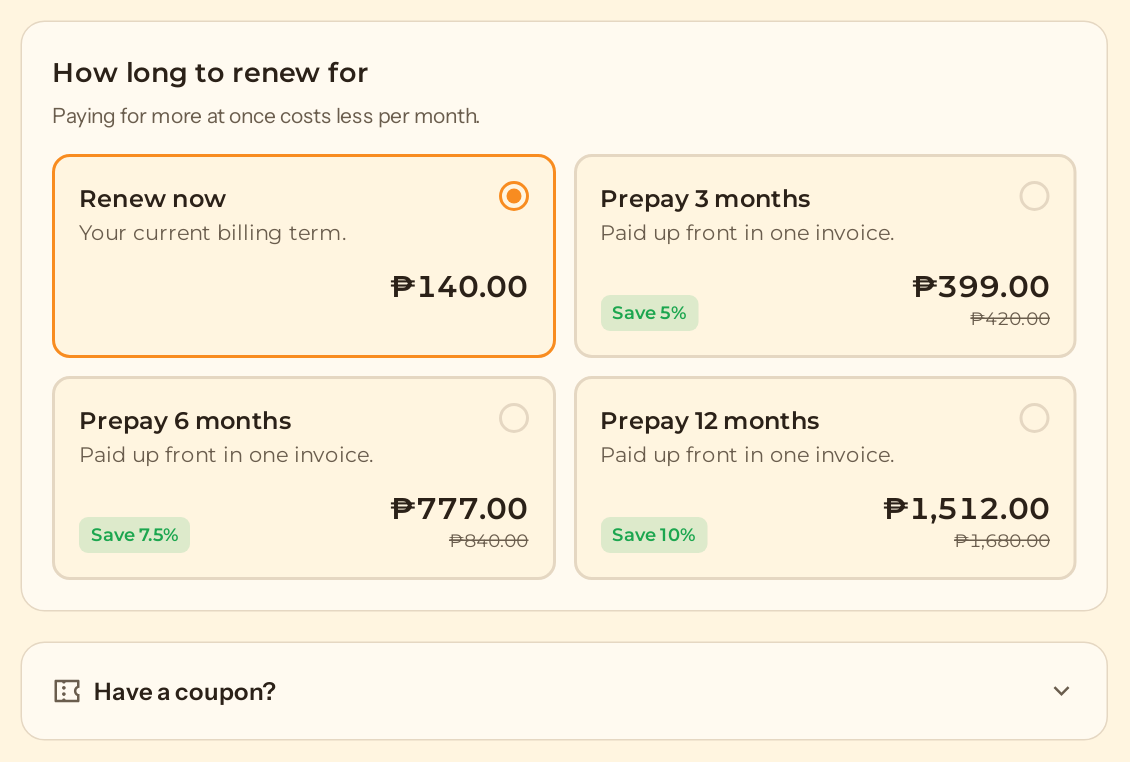 How long to renew for
Paying for more at once costs less per month.
Renew now
Your current billing term.
₱140.00
Prepay 3 months
Paid up front in one invoice.
₱399.00
Save 5%
₱420.00
Prepay 6 months
Paid up front in one invoice.
₱777.00
Save 7.5%
₱840.00
Prepay 12 months
Paid up front in one invoice.
₱1,512.00
Save 10%
₱1,680.00
Have a coupon?